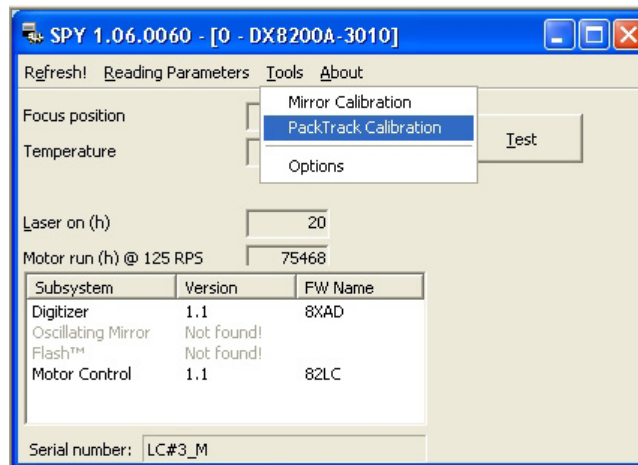 SPY 1.06.0060 - [0 - DX8200A-3010]
Refresh! Reading Parameters Tools About
Mirror Calibration
PackTrack Calibration
Options
Focus position
Temperature
Test
Laser on (h) 20
Motor run (h) @ 125 RPS 75468
Subsystem Version FW Name
Digitizer 1.1 8XAD
Oscillating Mirror Not found!
Flash™ Not found!
Motor Control 1.1 82LC
Serial number: LC#3_M